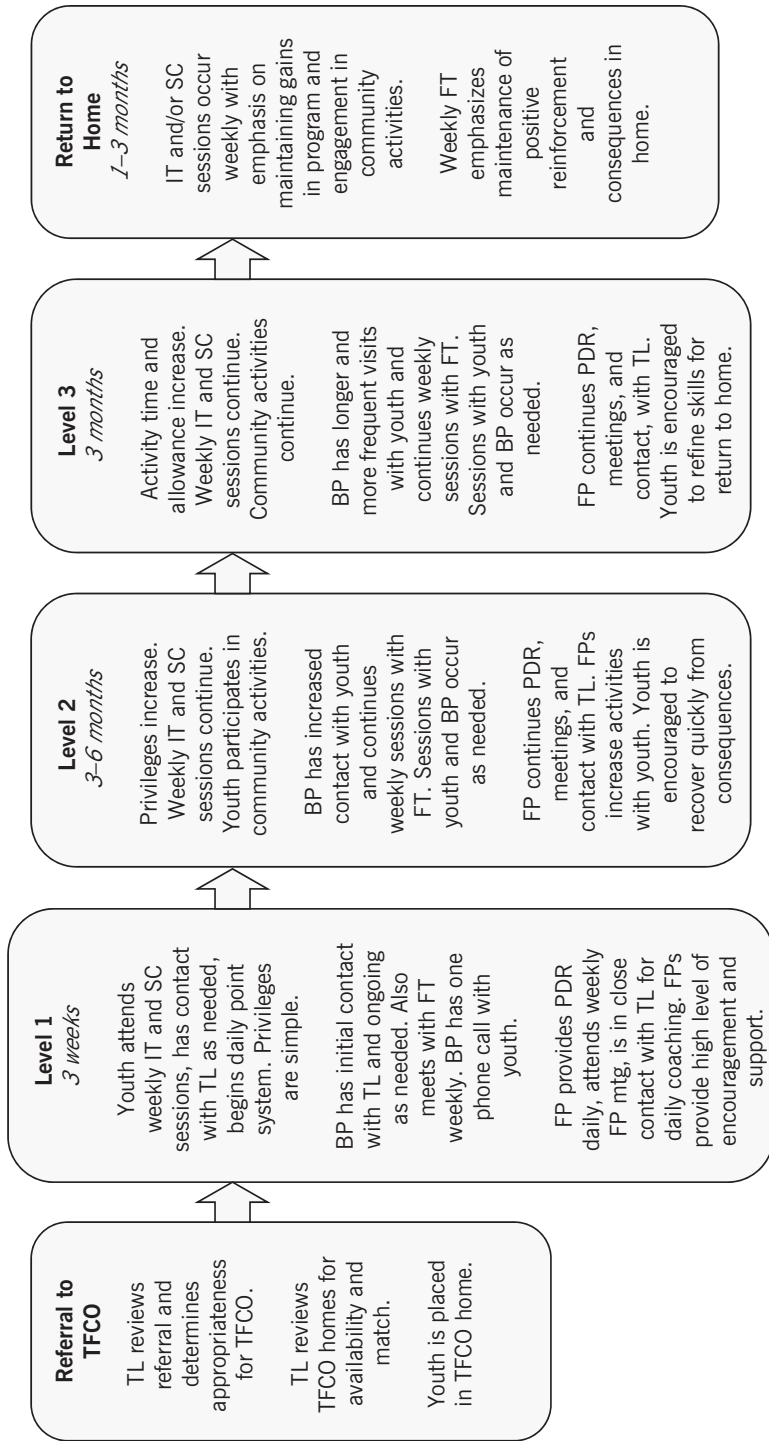 Referral to
TFCO
TL reviews
referral and
determines
appropriateness
for TFCO.
TL reviews
TFCO homes for
availability and
match.
Youth is placed
in TFCO home.
Level 1
3 weeks
Youth attends
weekly IT and SC
sessions, has contact
with TL as needed,
begins daily point
system. Privileges
are simple.
BP has initial contact
with TL and ongoing
as needed. Also
meets with FT
weekly. BP has one
phone call with
youth.
FP provides PDR
daily, attends weekly
FP mtg, is in close
contact with TL for
daily coaching. FPs
provide high level of
encouragement and
support.
Level 2
3–6 months
Privileges increase.
Weekly IT and SC
sessions continue.
Youth participates in
community activities.
BP has increased
contact with youth
and continues
weekly sessions with
FT. Sessions with
youth and BP occur
as needed.
FP continues PDR,
meetings, and
contact with TL. FPs
increase activities
with youth. Youth is
encouraged to
recover quickly from
consequences.
Level 3
3 months
Activity time and
allowance increase.
Weekly IT and SC
sessions continue.
Community activities
continue.
BP has longer and
more frequent visits
with youth and
continues weekly
sessions with FT.
Sessions with youth
and BP occur as
needed.
FP continues PDR,
meetings, and
contact, with TL.
Youth is encouraged
to refine skills for
return to home.
Return to
Home
1–3 months
IT and/or SC
sessions occur
weekly with
emphasis on
maintaining gains
in program and
engagement in
community
activities.
Weekly FT
emphasizes
maintenance of
positive
reinforcement
and
consequences in
home.